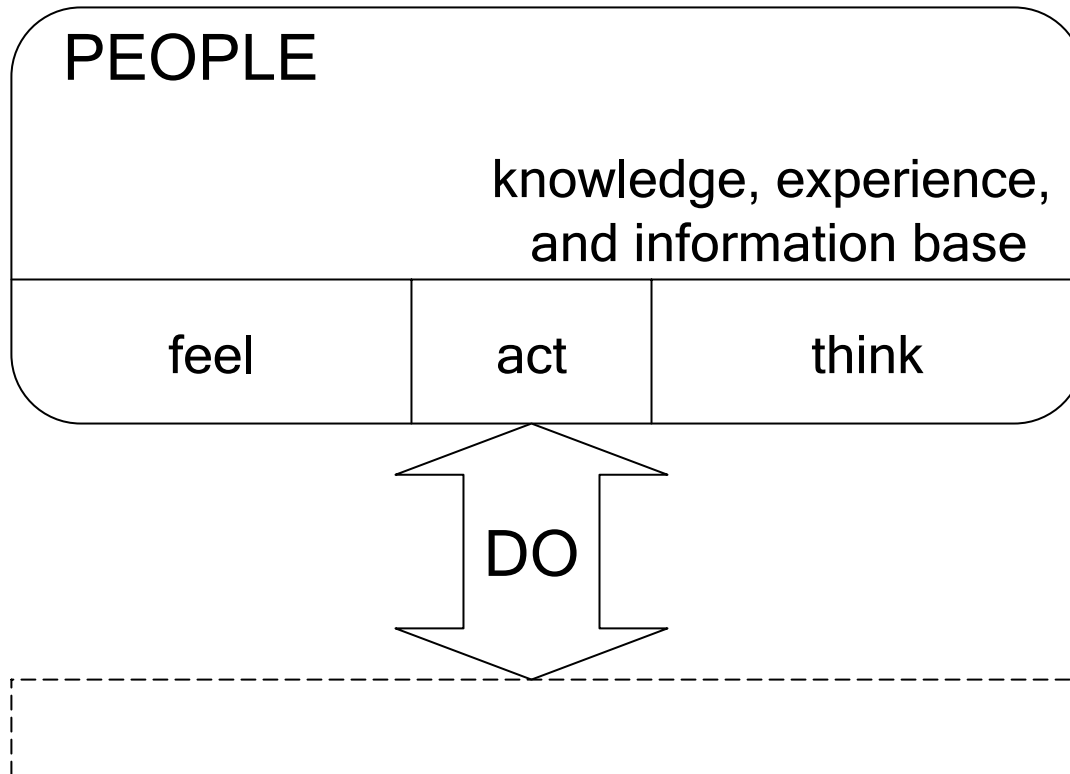 PEOPLE
knowledge, experience,
and information base
feel
act
think
DO